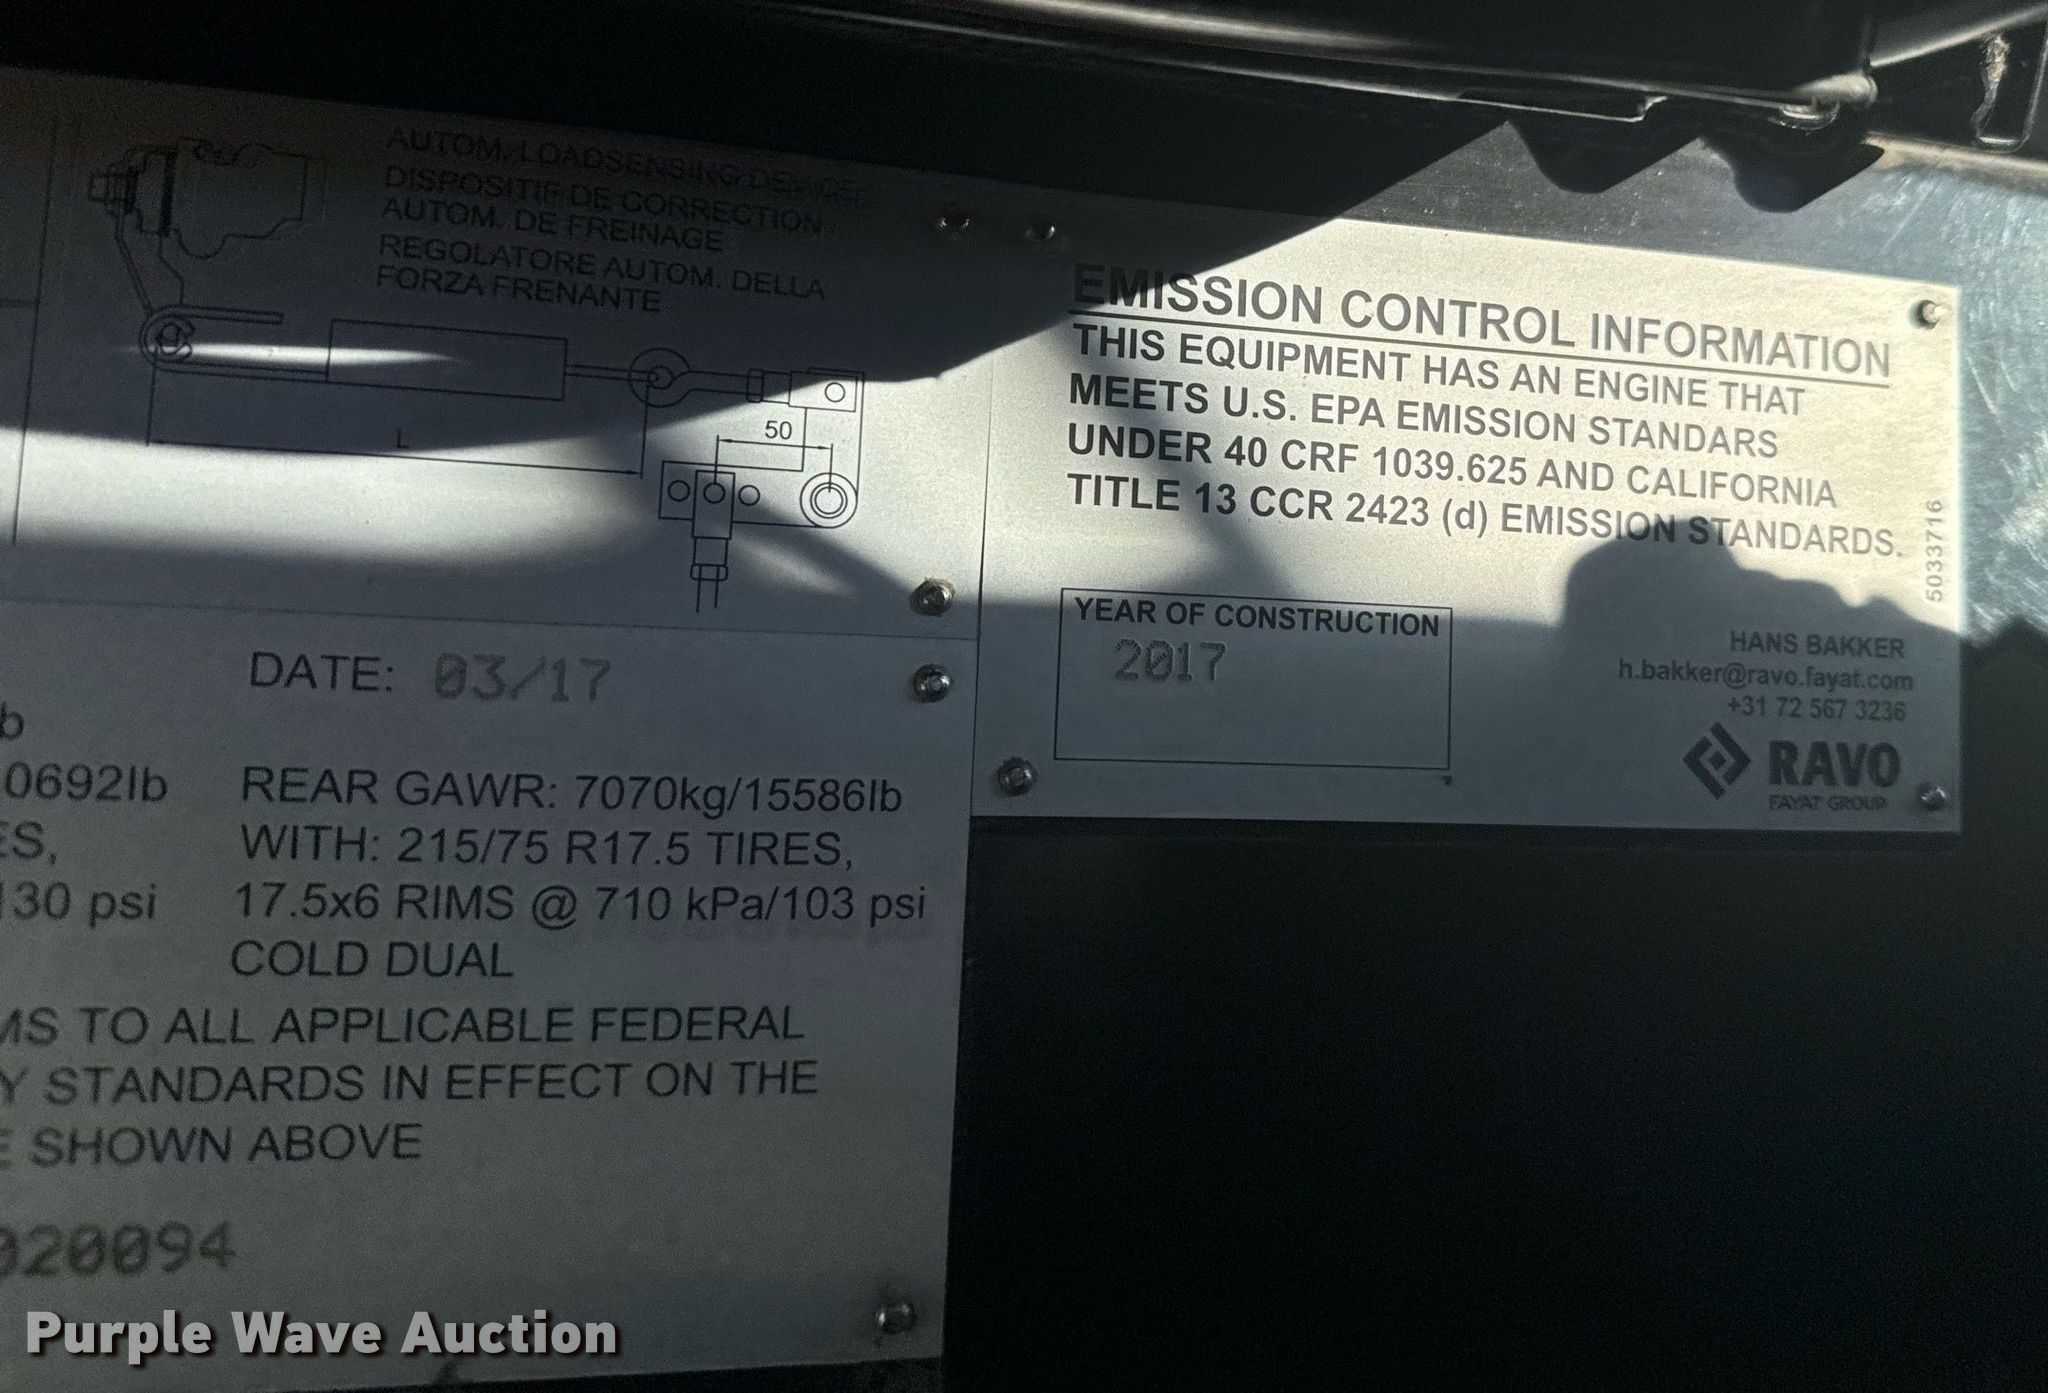 AUTOM. LOADSENSING DEVICE
DISPOSITIF DE CORRECTION
AUTOM. DE FREINAGE
REGOLATORE AUTOM. DELLA
FORZA FRENANTE
L
50
DATE: 03/17
b
0692lb
REAR GAWR: 7070kg/15586lb
ES,
WITH: 215/75 R17.5 TIRES,
130 psi
17.5x6 RIMS @ 710 kPa/103 psi
COLD DUAL
MS TO ALL APPLICABLE FEDERAL
Y STANDARDS IN EFFECT ON THE
E SHOWN ABOVE
020094
EMISSION CONTROL INFORMATION
THIS EQUIPMENT HAS AN ENGINE THAT
MEETS U.S. EPA EMISSION STANDARS
UNDER 40 CRF 1039.625 AND CALIFORNIA
TITLE 13 CCR 2423 (d) EMISSION STANDARDS.
5033716
YEAR OF CONSTRUCTION
2017
HANS BAKKER
h.bakker@ravo.fayat.com
+31 72 567 3236
RAVO
FAYAT GROUP
Purple Wave Auction